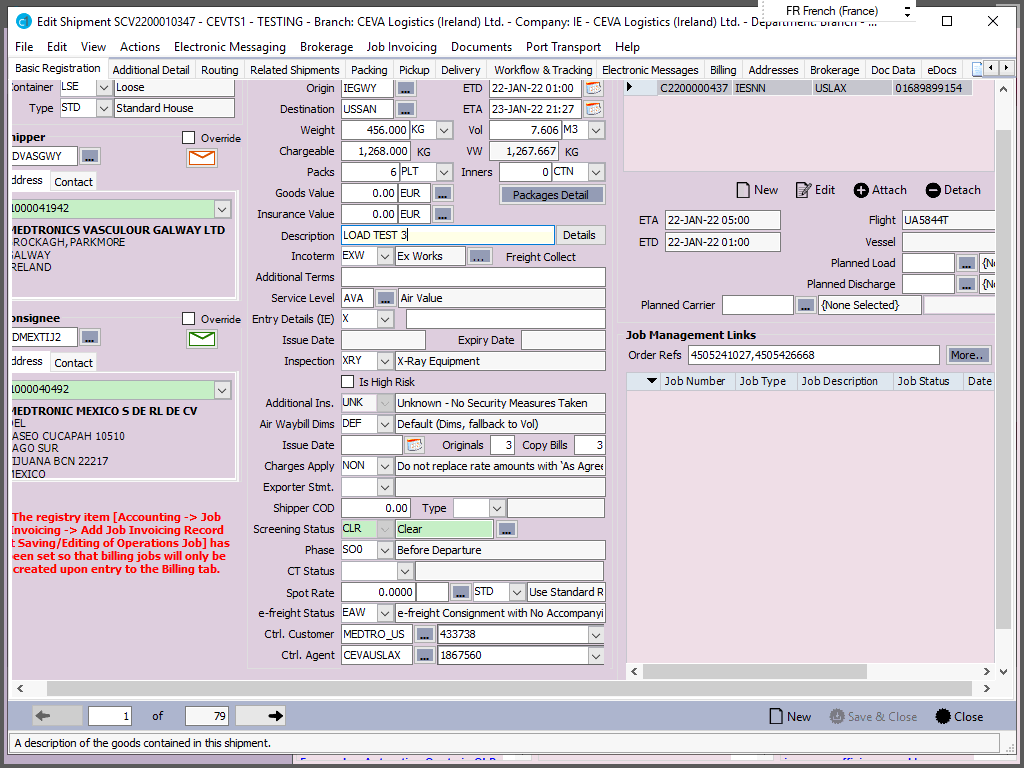 Edit Shipment SCV2200010347 - CEVTS1 - TESTING - Branch: CEVA Logistics (Ireland) Ltd. - Company: IE - CEVA Logistics (Ireland) Ltd. - Department: Branch - ...
FR French (France)
File Edit View Actions Electronic Messaging Brokerage Job Invoicing Documents Port Transport Help
Basic Registration Additional Detail Routing Related Shipments Packing Pickup Delivery Workflow & Tracking Electronic Messages Billing Addresses Brokerage Doc Data eDocs
Container LSE Loose
Type STD Standard House
hipper Override
DVASGWY ...
ddress Contact
1000041942
MEDTRONICS VASCULOUR GALWAY LTD
ROCKAGH, PARKMORE
GALWAY
IRELAND
onsignee Override
DMEXTIJ2 ...
ddress Contact
1000040492
MEDTRONIC MEXICO S DE RL DE CV
DEL
PASEO CUCAPAH 10510
LAGO SUR
TIJUANA BCN 22217
MEXICO
The registry item [Accounting -> Job
Invoicing -> Add Job Invoicing Record
t Saving/Editing of Operations Job] has
been set so that billing jobs will only be
created upon entry to the Billing tab.
Origin IEGWY ... ETD 22-JAN-22 01:00
Destination USSAN ... ETA 23-JAN-22 21:27
Weight 456.000 KG Vol 7.606 M3
Chargeable 1,268.000 KG VW 1,267.667 KG
Packs 6 PLT Inners 0 CTN
Goods Value 0.00 EUR ... Packages Detail
Insurance Value 0.00 EUR ...
Description LOAD TEST 3 Details
Incoterm EXW Ex Works ... Freight Collect
Additional Terms
Service Level AVA ... Air Value
Entry Details (IE) X
Issue Date Expiry Date
Inspection XRY X-Ray Equipment
Is High Risk
Additional Ins. UNK Unknown - No Security Measures Taken
Air Waybill Dims DEF Default (Dims, fallback to Vol)
Issue Date Originals 3 Copy Bills 3
Charges Apply NON Do not replace rate amounts with 'As Agree
Exporter Stmt.
Shipper COD 0.00 Type
Screening Status CLR Clear ...
Phase SO0 Before Departure
CT Status
Spot Rate 0.0000 ... STD Use Standard R
e-freight Status EAW e-freight Consignment with No Accompanyi
Ctrl. Customer MEDTRO_US ... 433738
Ctrl. Agent CEVAUSLAX ... 1867560
C2200000437 IESNN USLAX 01689899154
New Edit Attach Detach
ETA 22-JAN-22 05:00 Flight UA5844T
ETD 22-JAN-22 01:00 Vessel
Planned Load ... {No
Planned Discharge ... {No
Planned Carrier ... {None Selected}
Job Management Links
Order Refs 4505241027,4505426668 More..
Job Number Job Type Job Description Job Status Date
1 of 79 New Save & Close Close
A description of the goods contained in this shipment.